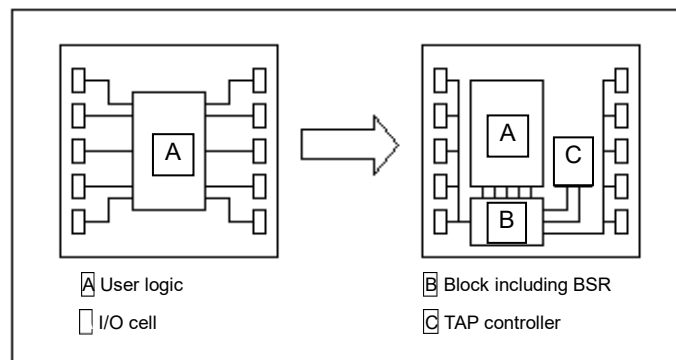 A
A
C
B
A User logic
B Block including BSR
I/O cell
C TAP controller